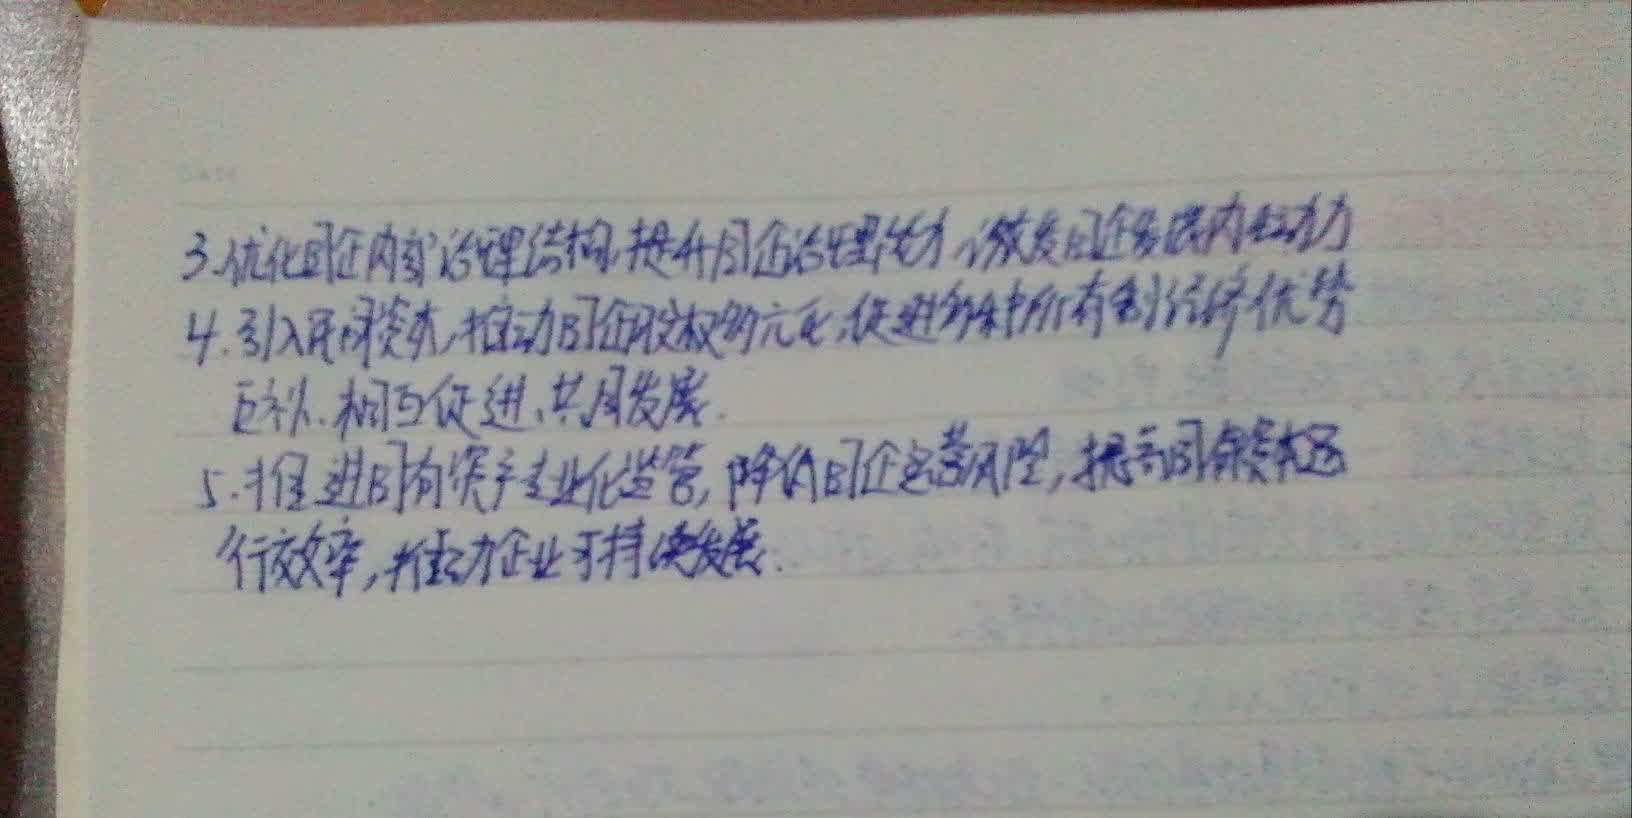 3.优化国企内部治理结构,提升国企治理能力,激发国企发展内生动力
4.引入民间资本,推动国企股权多元化,促进多种所有制经济优势
互补、相互促进、共同发展.
5.推进国有资产专业化监管,降低国企运营风险,提高国有资本运
行效率,推动企业可持续发展.